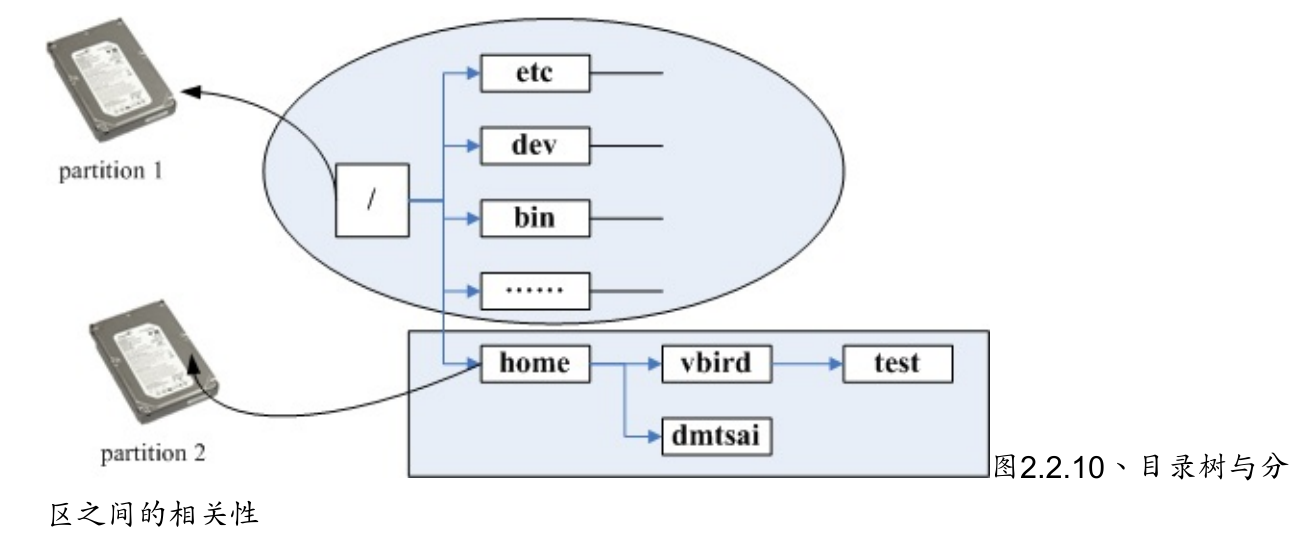 etc
dev
partition 1
/
bin
······
home
vbird
test
dmtsai
partition 2
图2.2.10、目录树与分
区之间的相关性